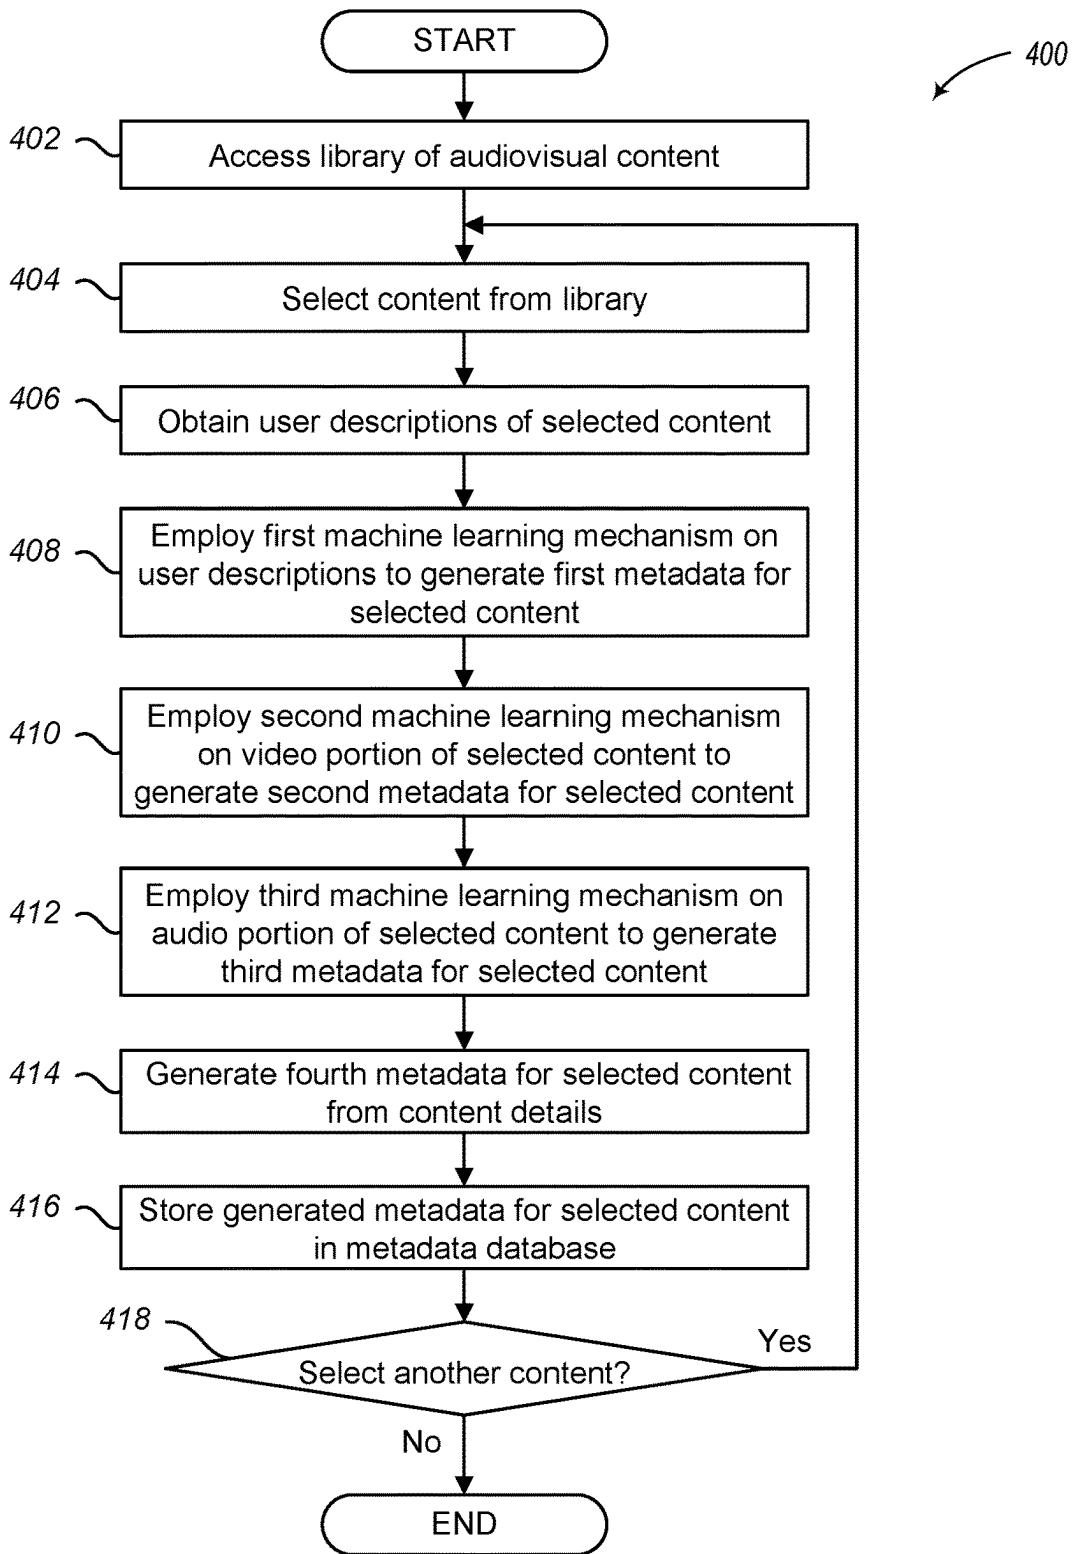 START
400
402
Access library of audiovisual content
404
Select content from library
406
Obtain user descriptions of selected content
408
Employ first machine learning mechanism on
user descriptions to generate first metadata for
selected content
410
Employ second machine learning mechanism
on video portion of selected content to
generate second metadata for selected content
412
Employ third machine learning mechanism on
audio portion of selected content to generate
third metadata for selected content
414
Generate fourth metadata for selected content
from content details
416
Store generated metadata for selected content
in metadata database
418
Select another content?
Yes
No
END